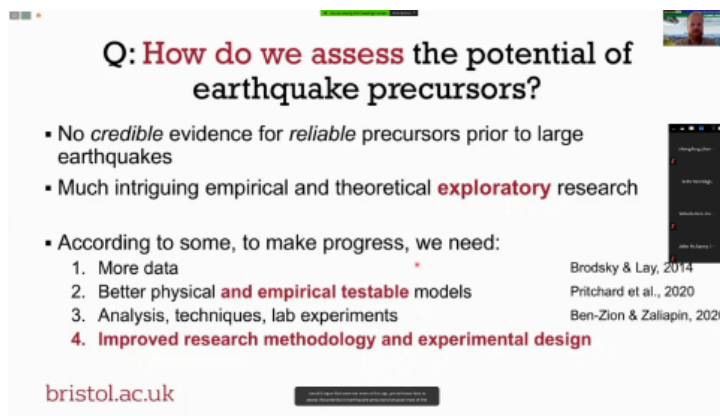 Q: How do we assess the potential of
earthquake precursors?
▪ No credible evidence for reliable precursors prior to large
earthquakes
▪ Much intriguing empirical and theoretical exploratory research
▪ According to some, to make progress, we need:
1. More data
Brodsky & Lay, 2014
2. Better physical and empirical testable models
Pritchard et al., 2020
3. Analysis, techniques, lab experiments
Ben-Zion & Zaliapin, 2020
4. Improved research methodology and experimental design
bristol.ac.uk